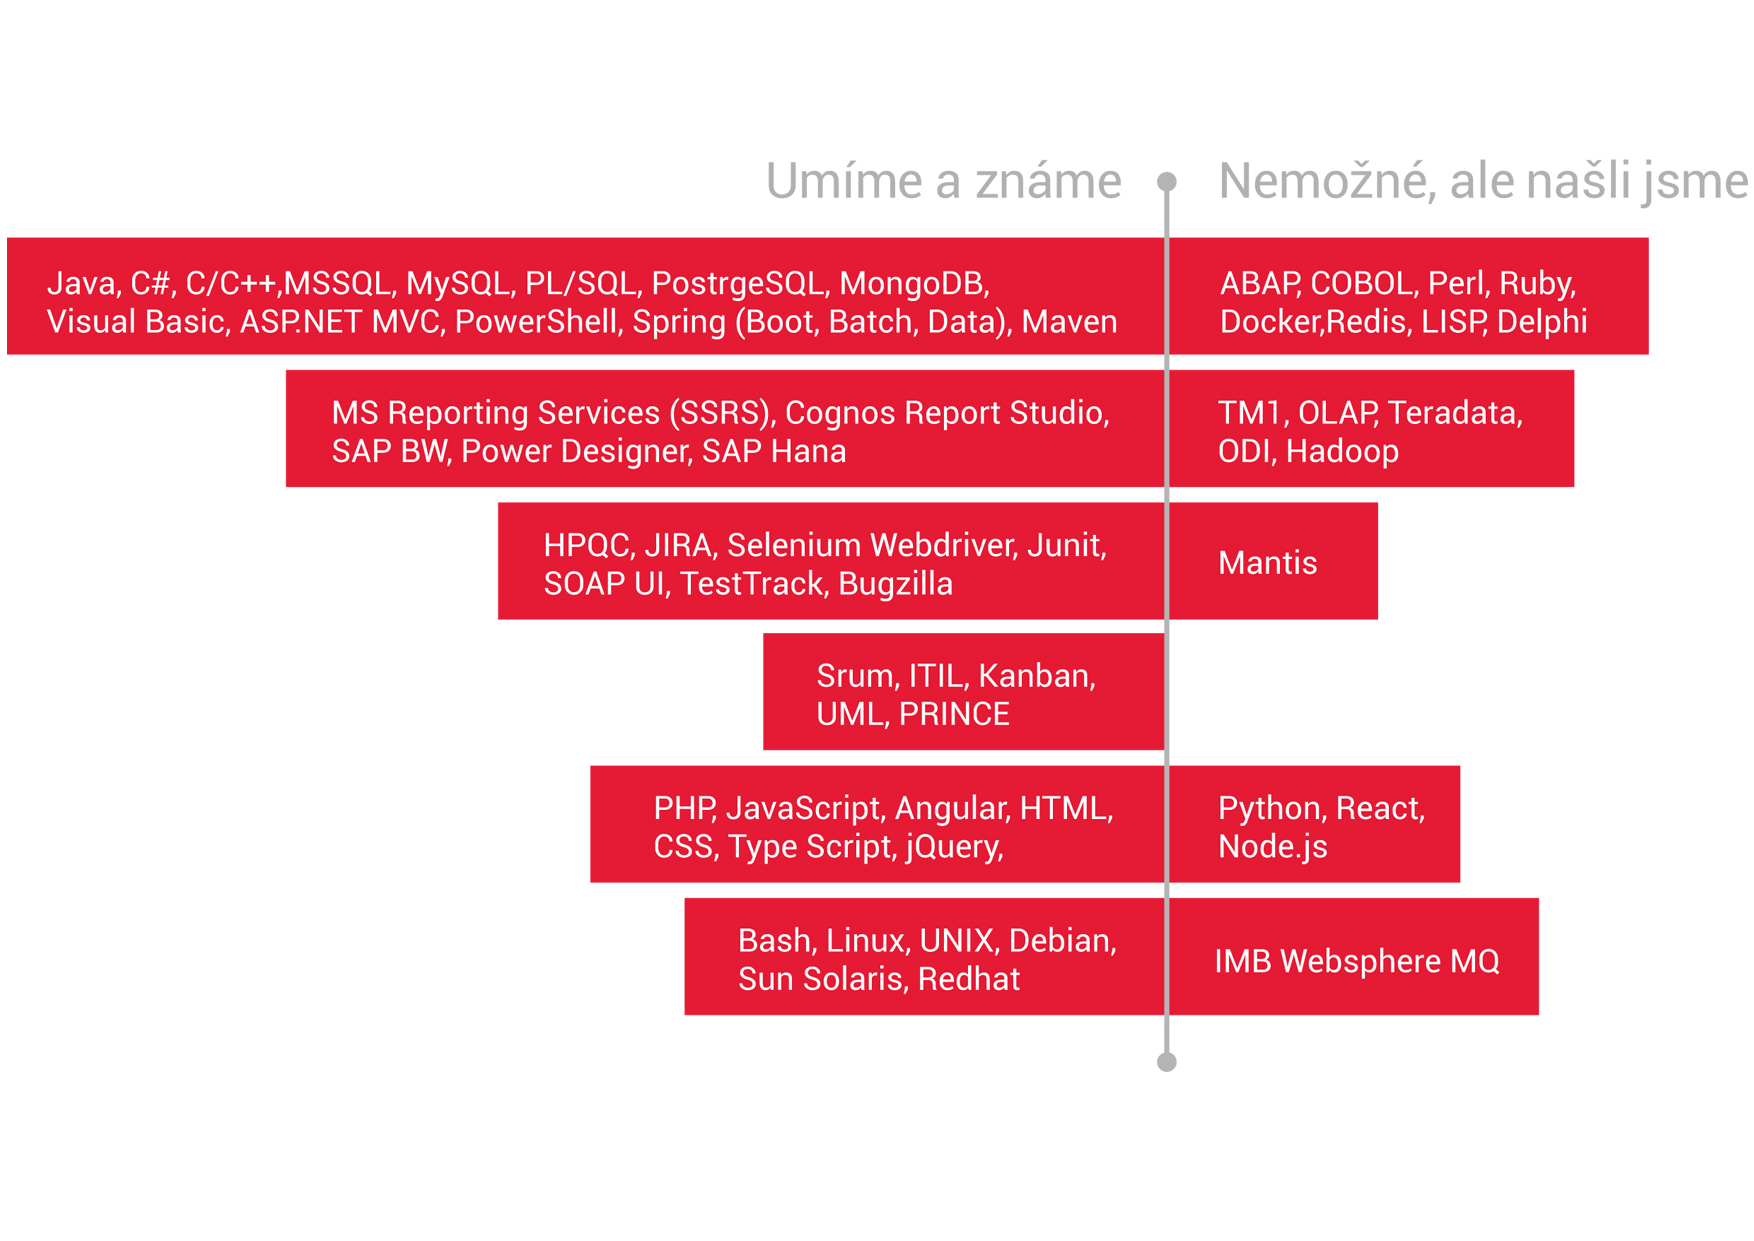 Umíme a známe
Nemožné, ale našli jsme
Java, C#, C/C++,MSSQL, MySQL, PL/SQL, PostrgeSQL, MongoDB,
Visual Basic, ASP.NET MVC, PowerShell, Spring (Boot, Batch, Data), Maven
ABAP, COBOL, Perl, Ruby,
Docker,Redis, LISP, Delphi
MS Reporting Services (SSRS), Cognos Report Studio,
SAP BW, Power Designer, SAP Hana
TM1, OLAP, Teradata,
ODI, Hadoop
HPQC, JIRA, Selenium Webdriver, Junit,
SOAP UI, TestTrack, Bugzilla
Mantis
Srum, ITIL, Kanban,
UML, PRINCE
PHP, JavaScript, Angular, HTML,
CSS, Type Script, jQuery,
Python, React,
Node.js
Bash, Linux, UNIX, Debian,
Sun Solaris, Redhat
IMB Websphere MQ